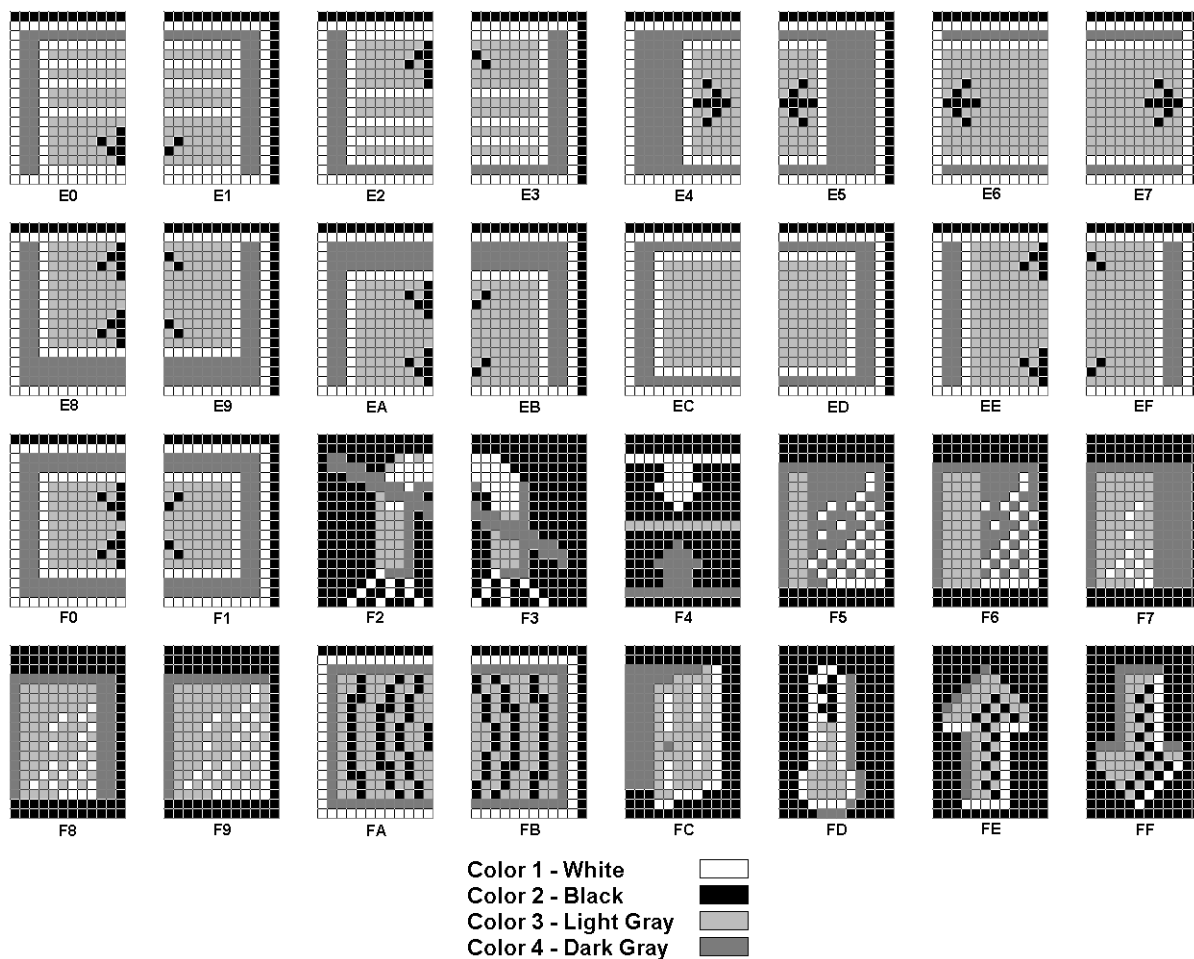 E0 E1 E2 E3 E4 E5 E6 E7
E8 E9 EA EB EC ED EE EF
F0 F1 F2 F3 F4 F5 F6 F7
F8 F9 FA FB FC FD FE FF
Color 1 - White
Color 2 - Black
Color 3 - Light Gray
Color 4 - Dark Gray